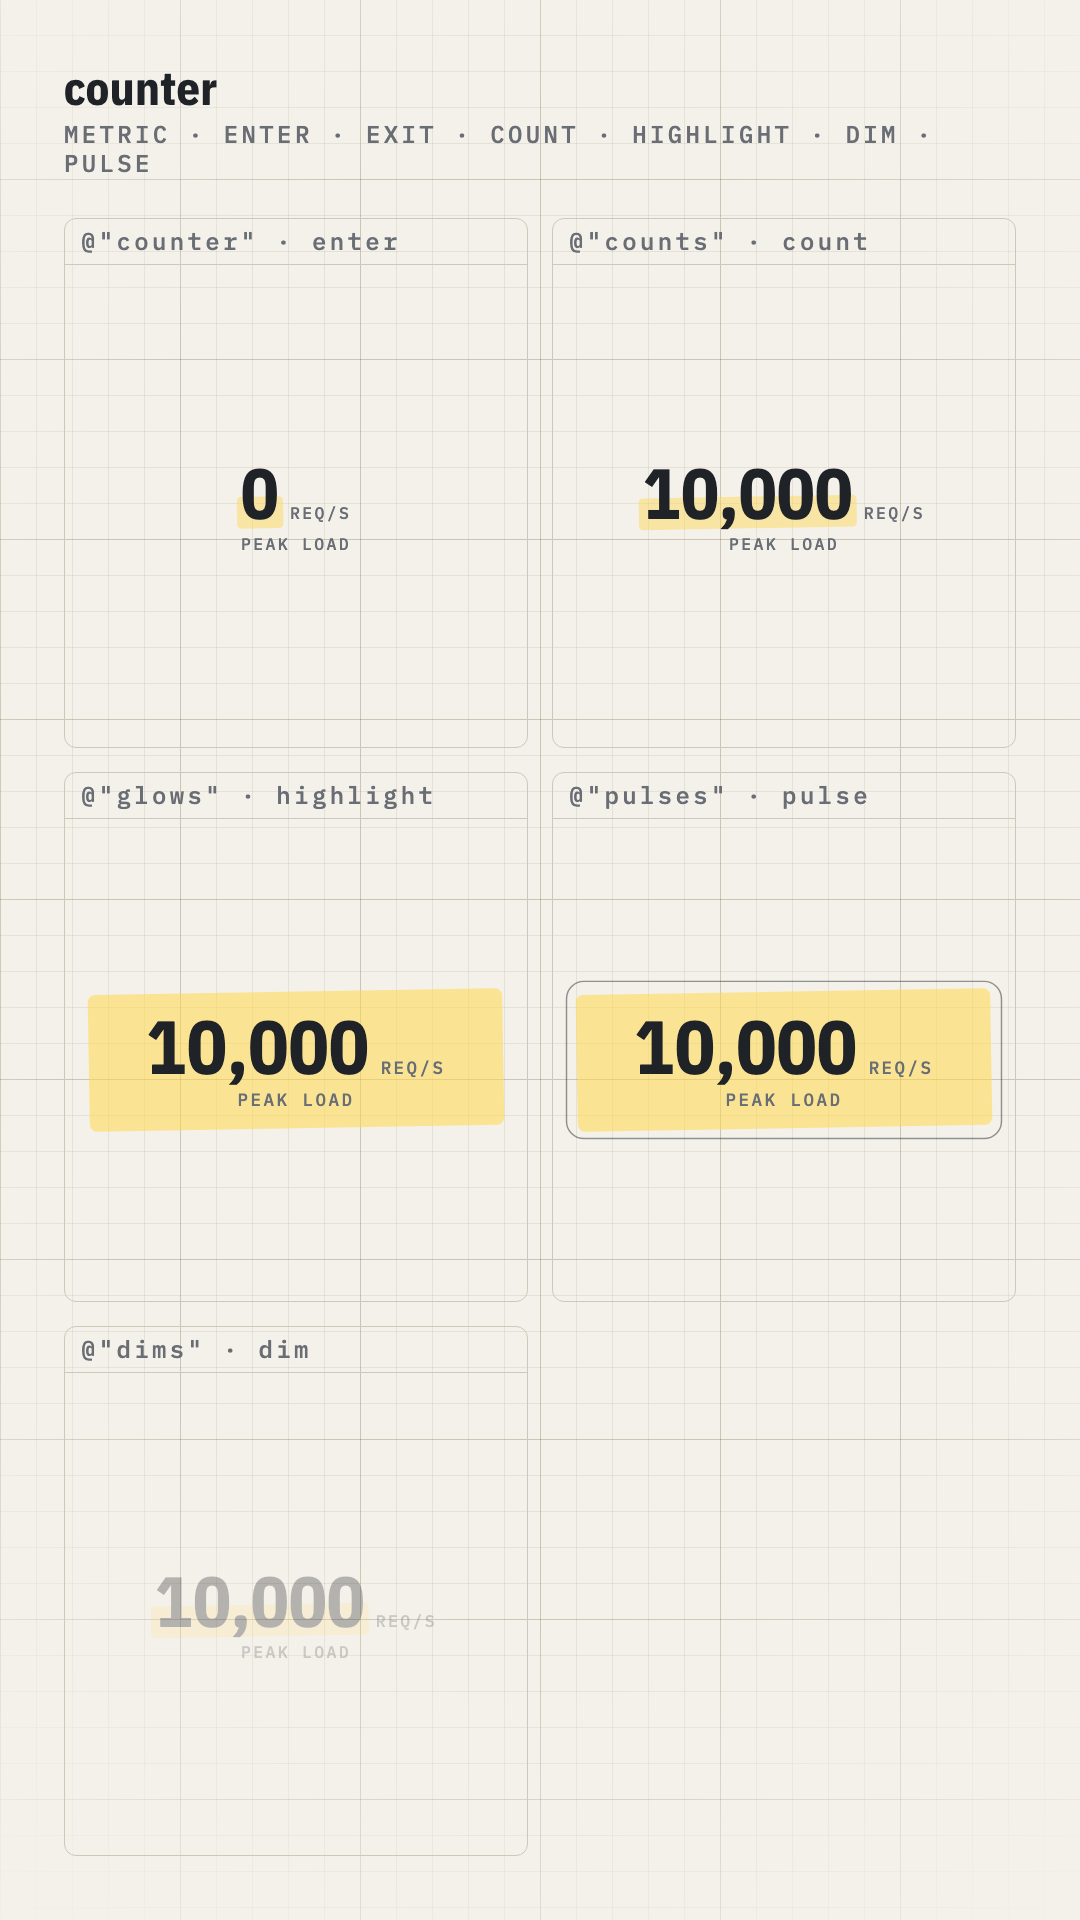 counter
METRIC · ENTER · EXIT · COUNT · HIGHLIGHT · DIM ·
PULSE
@"counter" · enter
0 REQ/S
PEAK LOAD
@"counts" · count
10,000 REQ/S
PEAK LOAD
@"glows" · highlight
10,000 REQ/S
PEAK LOAD
@"pulses" · pulse
10,000 REQ/S
PEAK LOAD
@"dims" · dim
10,000 REQ/S
PEAK LOAD